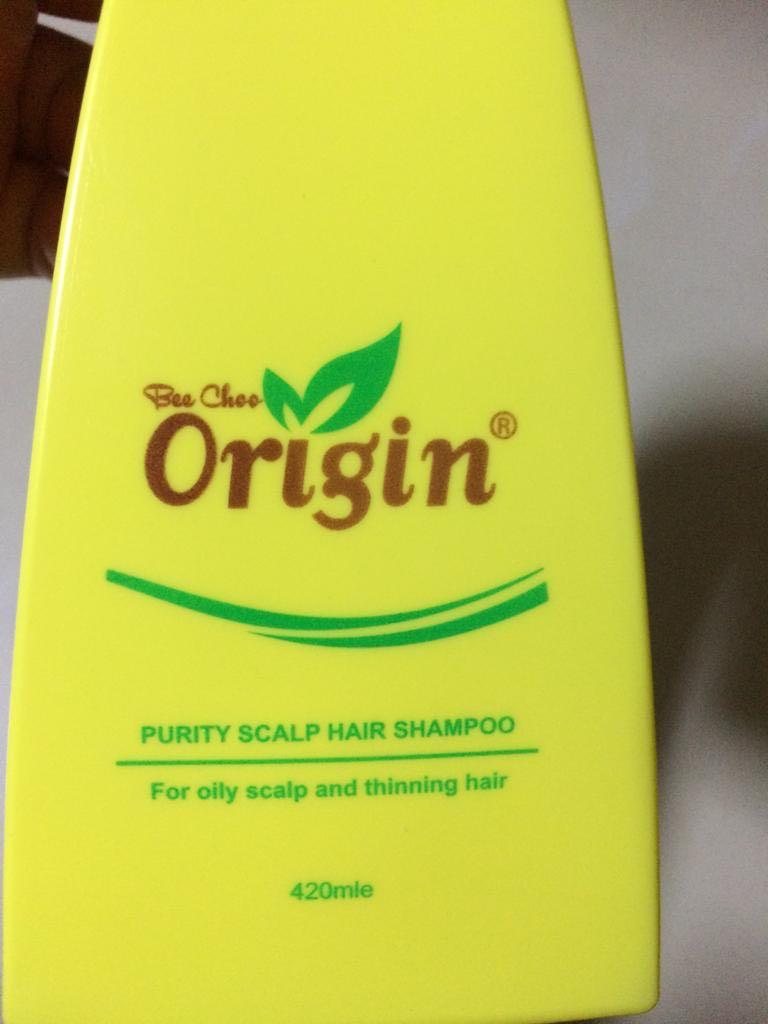 Bee Choo
Origin®
PURITY SCALP HAIR SHAMPOO
For oily scalp and thinning hair
420mle